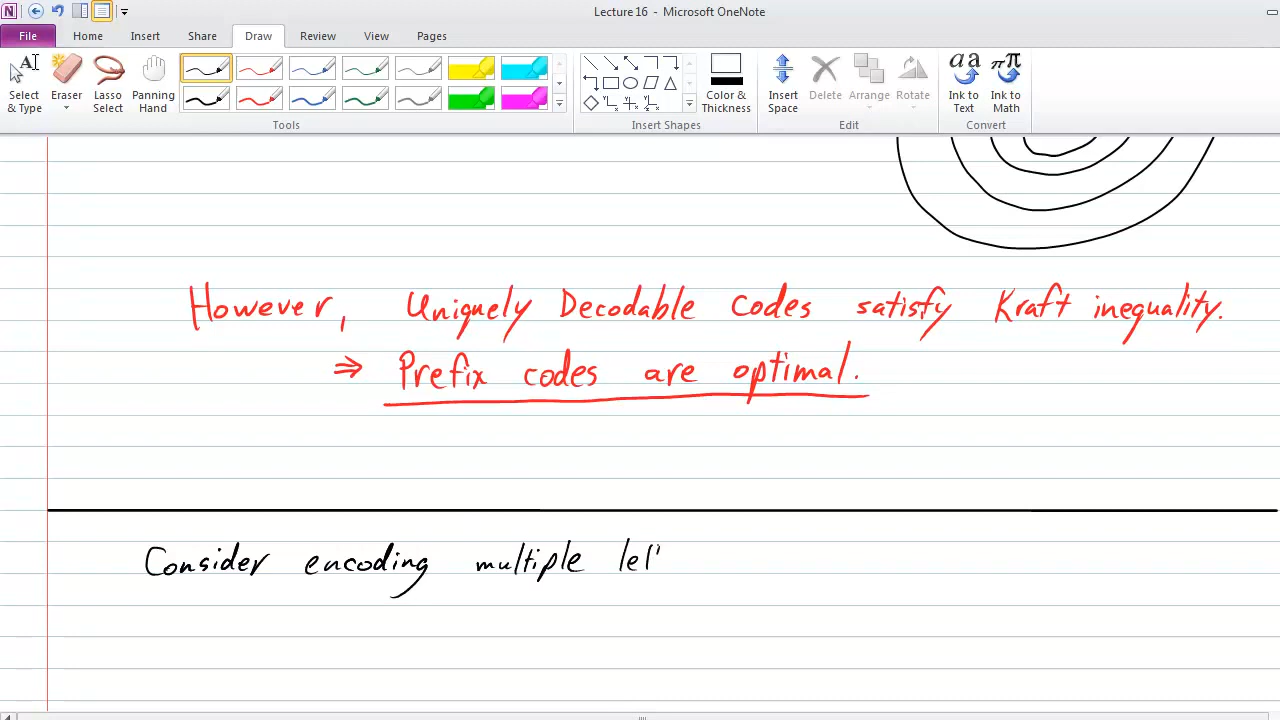 Lecture 16 - Microsoft OneNote
File Home Insert Share Draw Review View Pages
Select & Type
Eraser
Lasso Select
Panning Hand
Color & Thickness
Insert Space
Delete
Arrange
Rotate
Ink to Text
Ink to Math
Tools Insert Shapes Edit Convert
However, Uniquely Decodable Codes satisfy Kraft inequality.
⇒ Prefix codes are optimal.
Consider encoding multiple